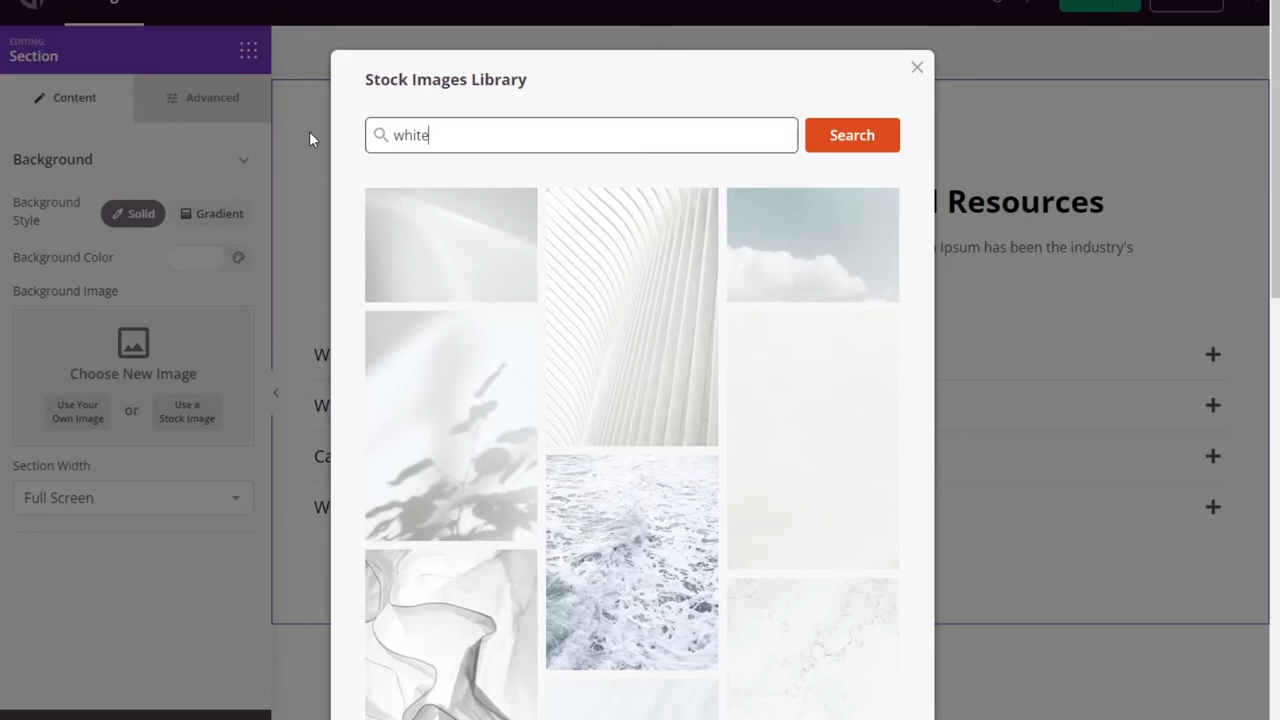 EDITING:
Section
Content
Advanced
Background
Background
Style
Solid
Gradient
Background Color
Background Image
Choose New Image
Use Your
Own Image
or
Use a
Stock Image
Section Width
Full Screen
Stock Images Library
white
Search
Resources
Ipsum has been the industry's
W
W
Ca
W